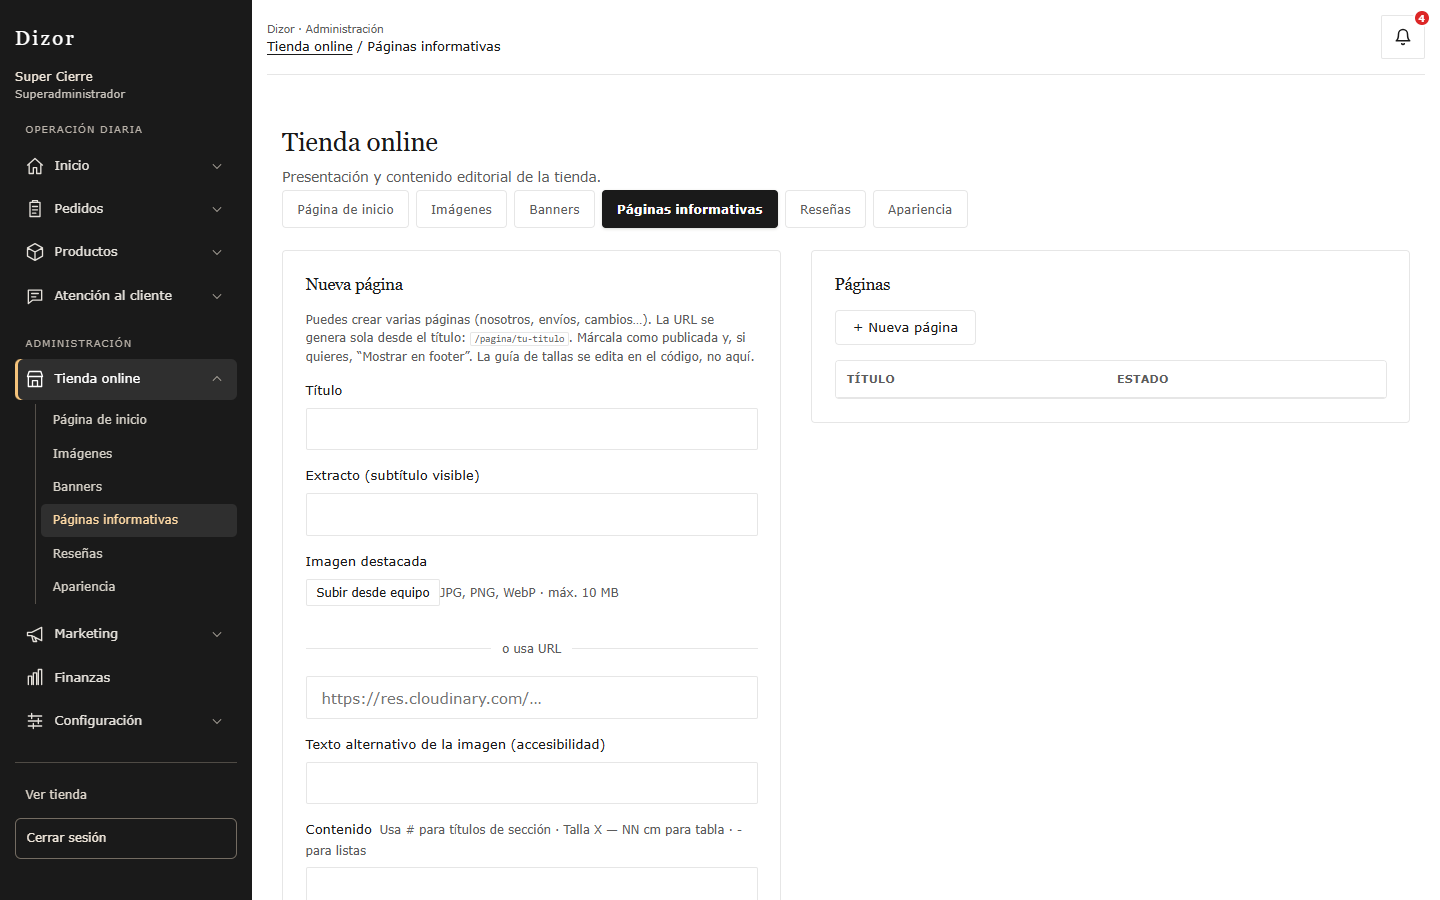 Dizor
Super Cierre
Superadministrador
OPERACIÓN DIARIA
Inicio
Pedidos
Productos
Atención al cliente
ADMINISTRACIÓN
Tienda online
Página de inicio
Imágenes
Banners
Páginas informativas
Reseñas
Apariencia
Marketing
Finanzas
Configuración
Ver tienda
Cerrar sesión
Dizor · Administración
Tienda online / Páginas informativas
4
Tienda online
Presentación y contenido editorial de la tienda.
Página de inicio Imágenes Banners Páginas informativas Reseñas Apariencia
Nueva página
Puedes crear varias páginas (nosotros, envíos, cambios…). La URL se
genera sola desde el título: /pagina/tu-titulo. Márcala como publicada y, si
quieres, “Mostrar en footer”. La guía de tallas se edita en el código, no aquí.
Título
Extracto (subtítulo visible)
Imagen destacada
Subir desde equipo JPG, PNG, WebP · máx. 10 MB
o usa URL
https://res.cloudinary.com/...
Texto alternativo de la imagen (accesibilidad)
Contenido Usa # para títulos de sección · Talla X — NN cm para tabla · -
para listas
Páginas
+ Nueva página
TÍTULO ESTADO